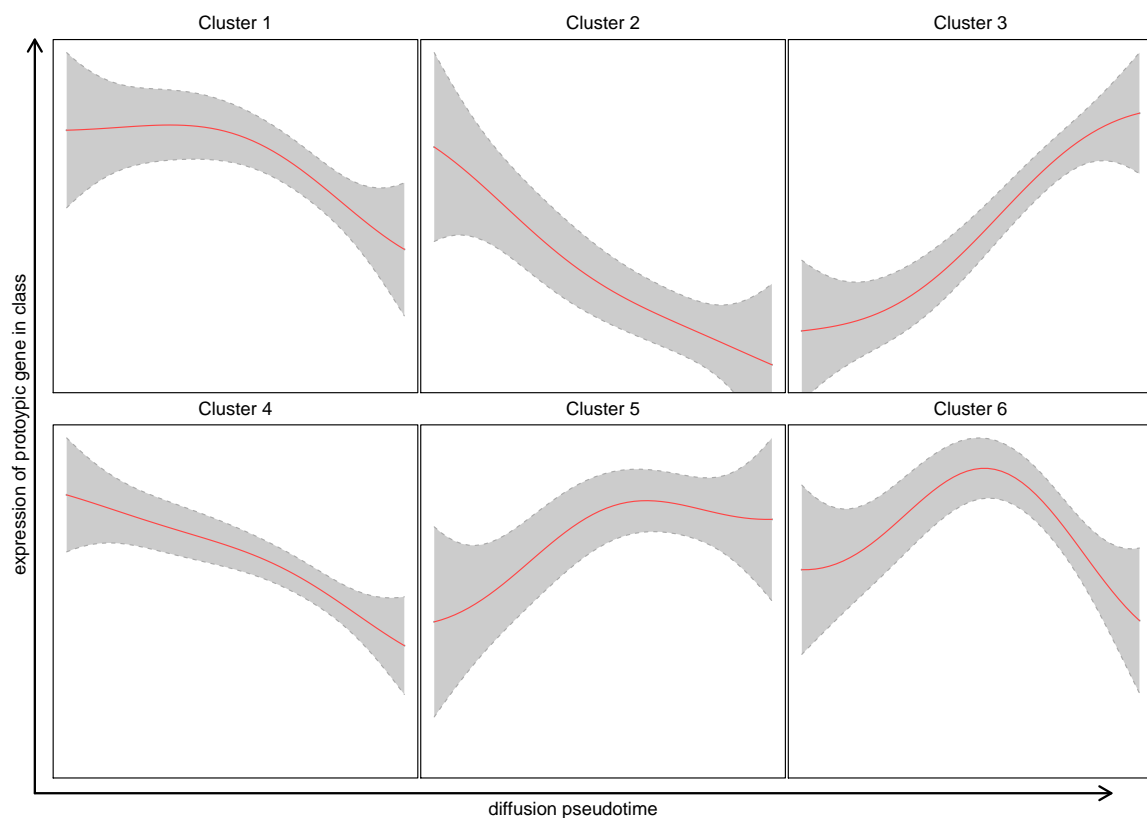 Cluster 1
Cluster 2
Cluster 3
Cluster 4
Cluster 5
Cluster 6
expression of protoypic gene in class
diffusion pseudotime